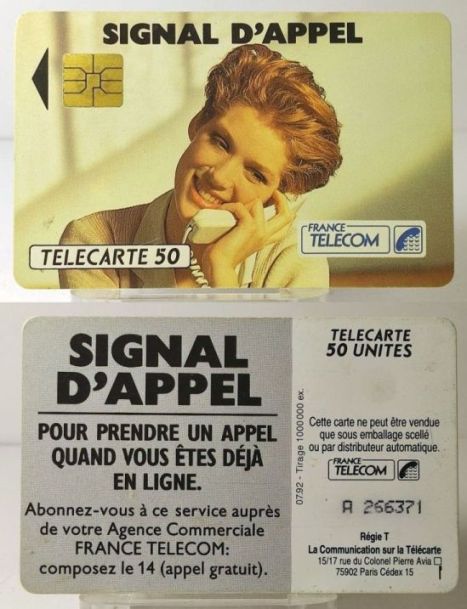 SIGNAL D'APPEL
TELECARTE 50
FRANCE
TELECOM
SIGNAL
D'APPEL
POUR PRENDRE UN APPEL
QUAND VOUS ÊTES DÉJÀ
EN LIGNE.
Abonnez-vous à ce service auprès
de votre Agence Commerciale
FRANCE TELECOM:
composez le 14 (appel gratuit).
07.92 - Tirage 1000 000 ex.
TELECARTE
50 UNITES
Cette carte ne peut être vendue
que sous emballage scellé
ou par distributeur automatique.
FRANCE
TELECOM
A 266371
Régie T
La Communication sur la Télécarte
15/17 rue du Colonel Pierre Avia
75902 Paris Cédex 15